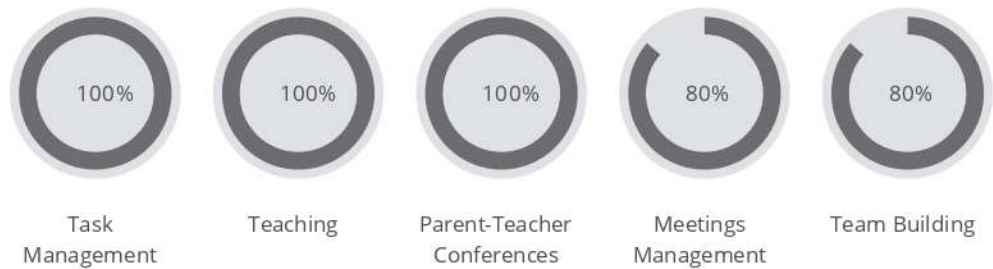 100%
100%
100%
80%
80%
Task
Management
Teaching
Parent-Teacher
Conferences
Meetings
Management
Team Building